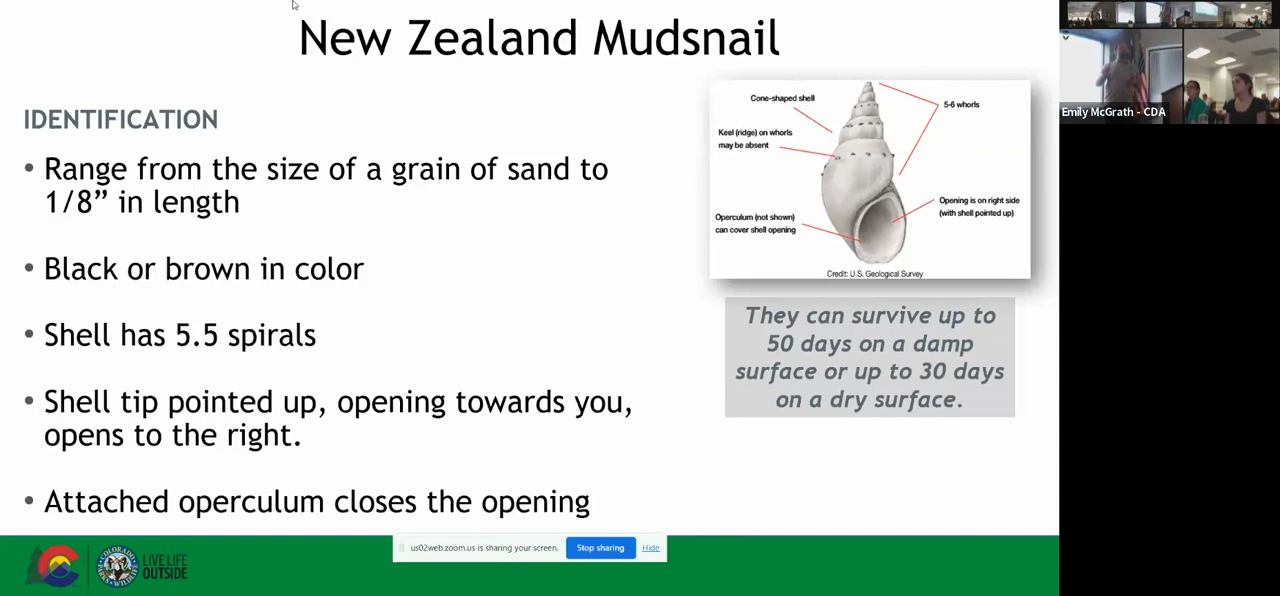 New Zealand Mudsnail
IDENTIFICATION
• Range from the size of a grain of sand to
1/8” in length
• Black or brown in color
• Shell has 5.5 spirals
• Shell tip pointed up, opening towards you,
opens to the right.
• Attached operculum closes the opening
Cone-shaped shell
5-6 whorls
Keel (ridge) on whorls
may be absent
Opening is on right side
(with shell pointed up)
Operculum (not shown)
can cover shell opening
Credit: U.S. Geological Survey
They can survive up to
50 days on a damp
surface or up to 30 days
on a dry surface.
Emily McGrath - CDA
us02web.zoom.us is sharing your screen.
Stop sharing
Hide
COLORADO
PARKS
WILDLIFE
LIVE LIFE
OUTSIDE